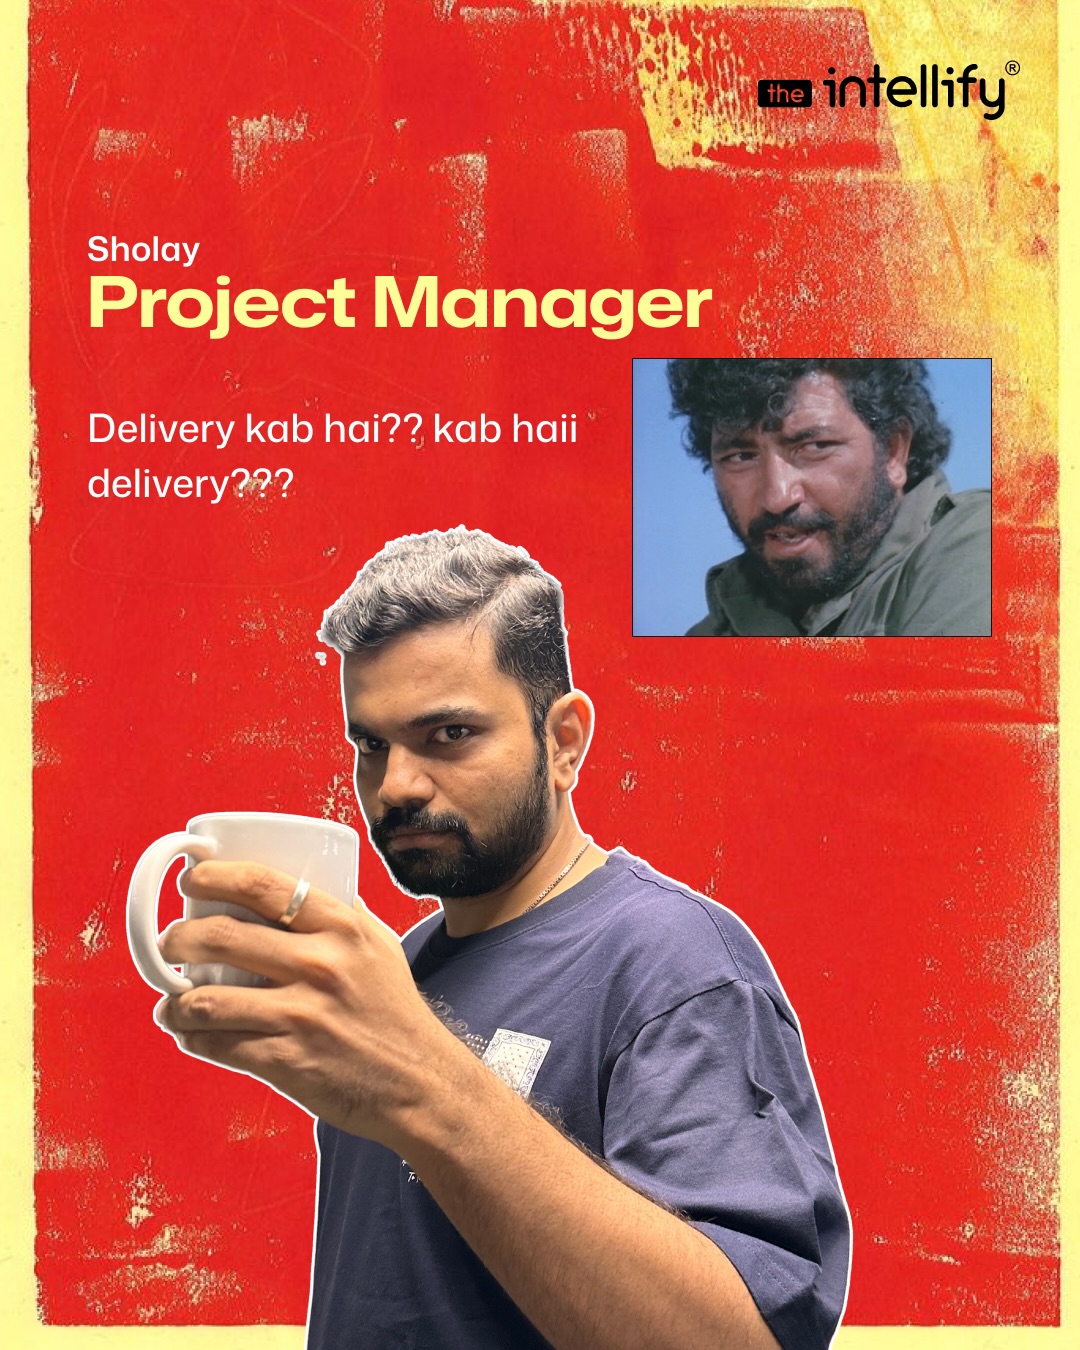 the intellify®
Sholay
Project Manager
Delivery kab hai?? kab haii
delivery???